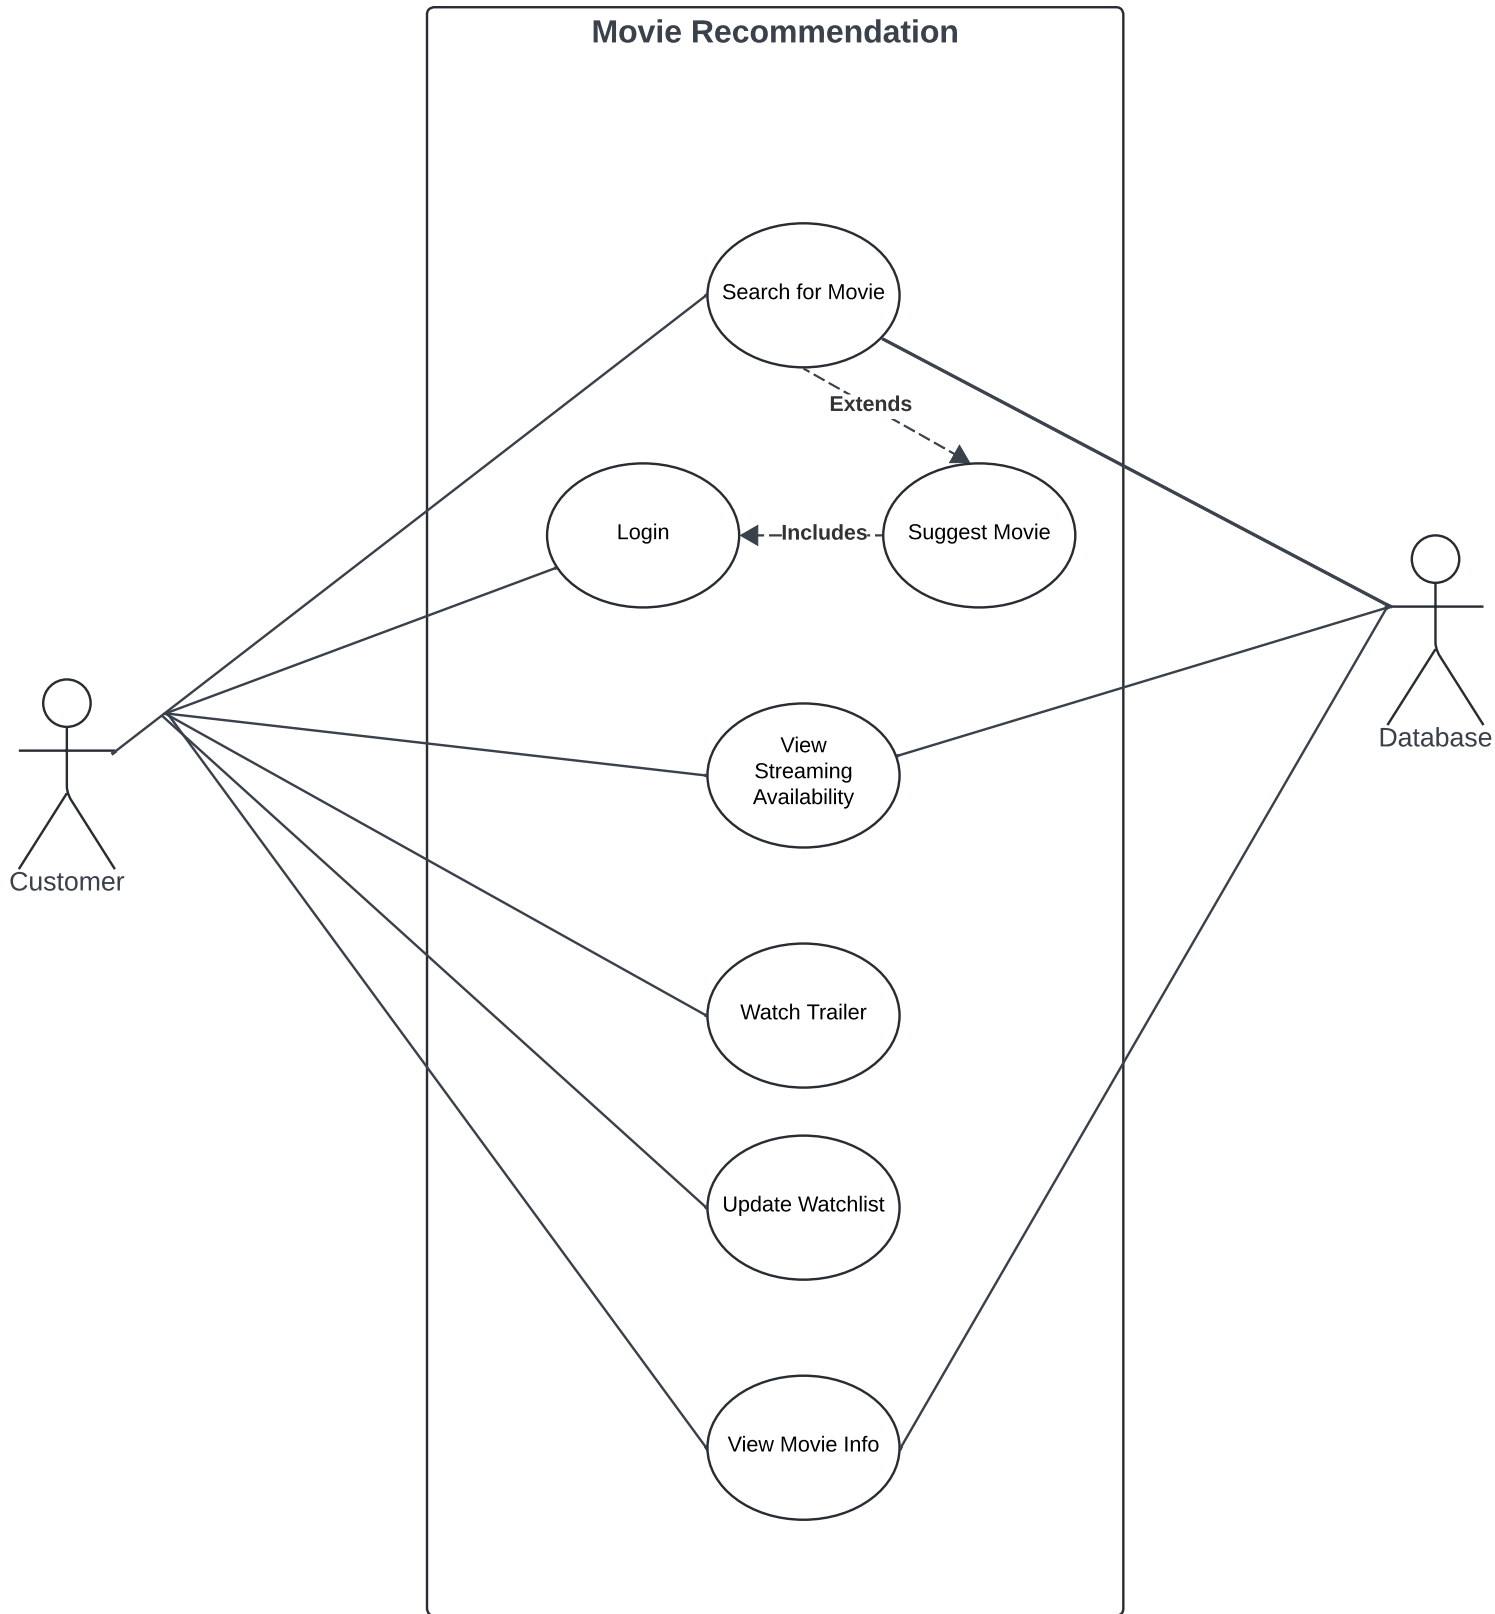 Movie Recommendation
Search for Movie
Extends
Login
Includes
Suggest Movie
View
Streaming
Availability
Database
Customer
Watch Trailer
Update Watchlist
View Movie Info